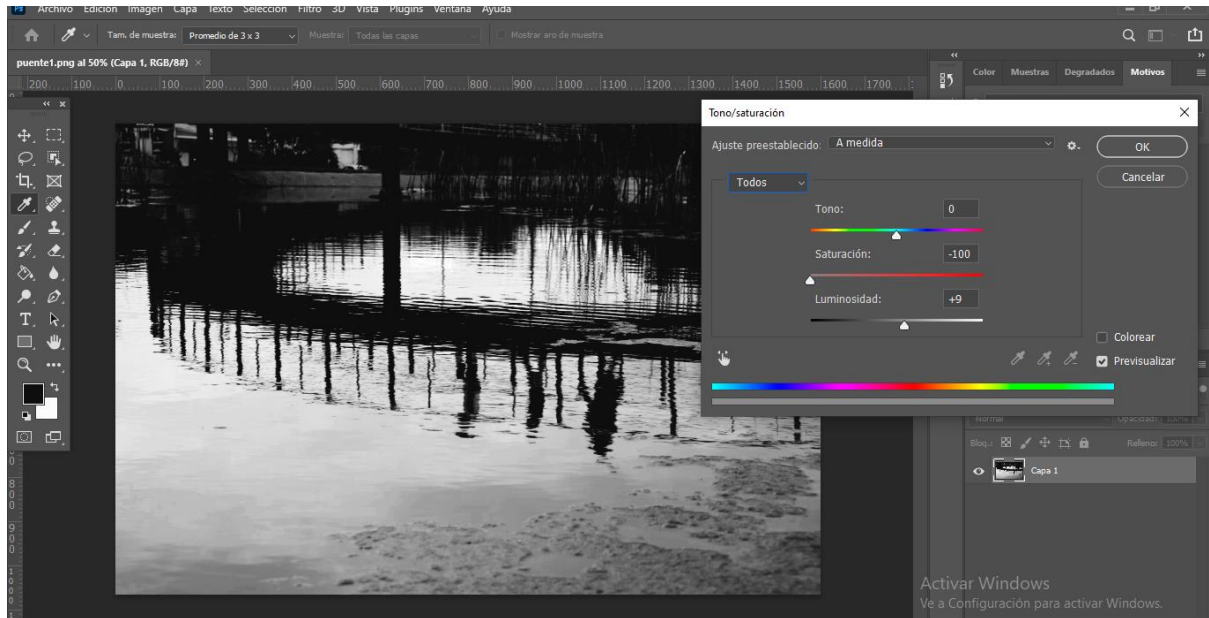 Ps Archivo Edición Imagen Capa Texto Selección Filtro 3D Vista Plugins Ventana Ayuda
Tam. de muestra: Promedio de 3 x 3 Muestra: Todas las capas Mostrar aro de muestra
puente1.png al 50% (Capa 1, RGB/8#) ×
200 100 0 100 200 300 400 500 600 700 800 900 1000 1100 1200 1300 1400 1500 1600 1700
Color Muestras Degradados Motivos
Tono/saturación
Ajuste preestablecido: A medida
OK
Cancelar
Todos
Tono: 0
Saturación: -100
Luminosidad: +9
Colorear
Previsualizar
Normal Opacidad: 100%
Bloq.: Relleno: 100%
Capa 1
800
900
Activar Windows
Ve a Configuración para activar Windows.